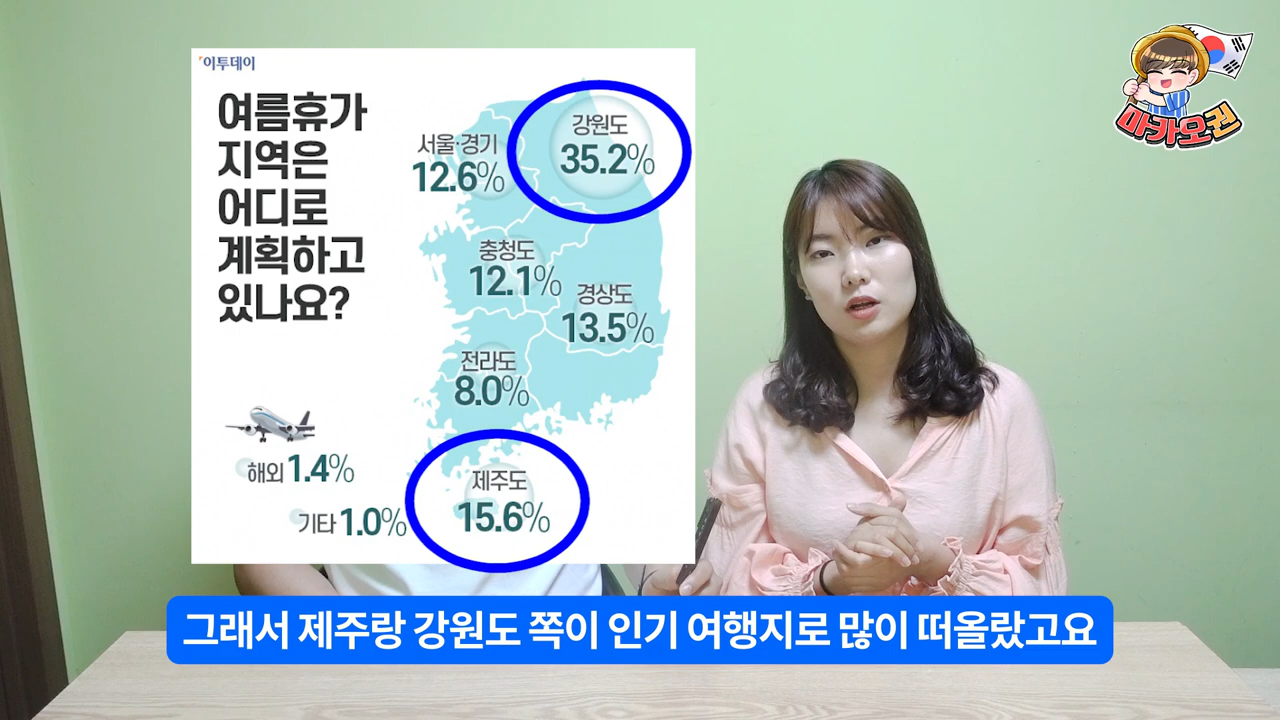 이투데이
여름휴가
지역은
어디로
계획하고
있나요?
강원도
35.2%
서울·경기
12.6%
충청도
12.1%
경상도
13.5%
전라도
8.0%
해외 1.4%
기타 1.0%
제주도
15.6%
마가모권
그래서 제주랑 강원도 쪽이 인기 여행지로 많이 떠올랐고요